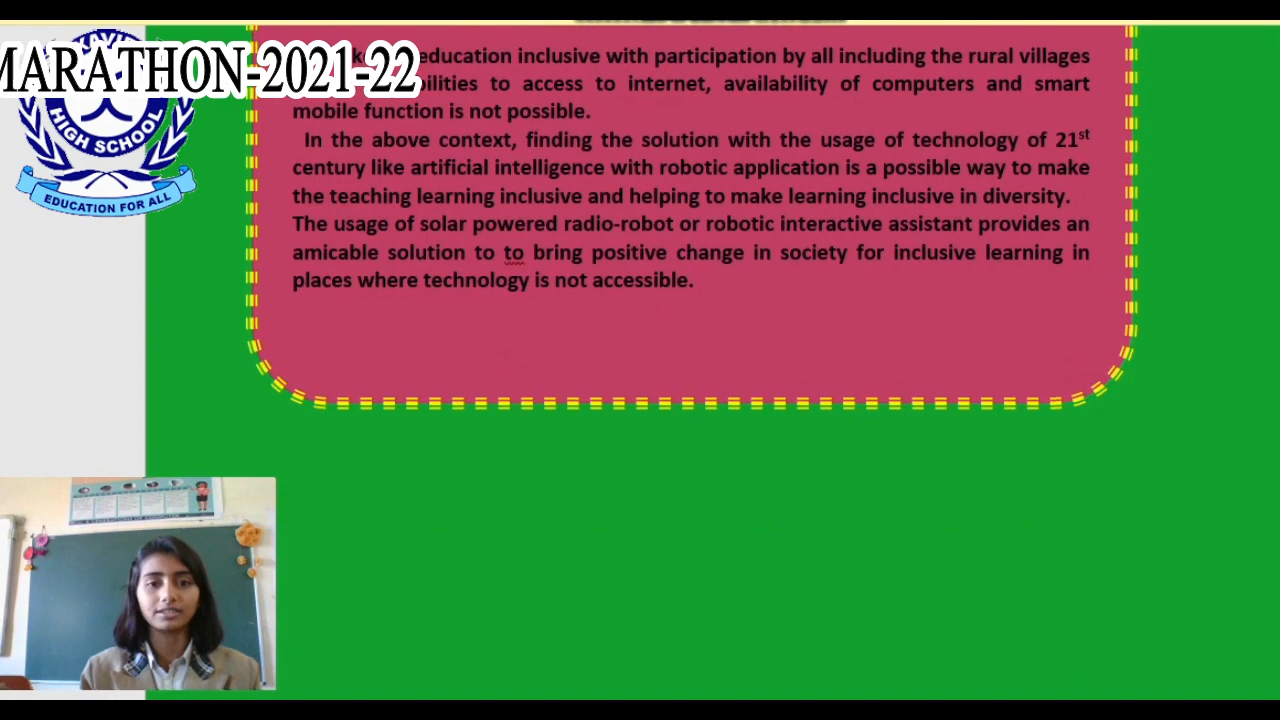 MARATHON-2021-22
KAVI
HIGH SCHOOL
EDUCATION FOR ALL
education inclusive with participation by all including the rural villages
to access to internet, availability of computers and smart
mobile function is not possible.
In the above context, finding the solution with the usage of technology of 21st
century like artificial intelligence with robotic application is a possible way to make
the teaching learning inclusive and helping to make learning inclusive in diversity.
The usage of solar powered radio-robot or robotic interactive assistant provides an
amicable solution to to bring positive change in society for inclusive learning in
places where technology is not accessible.